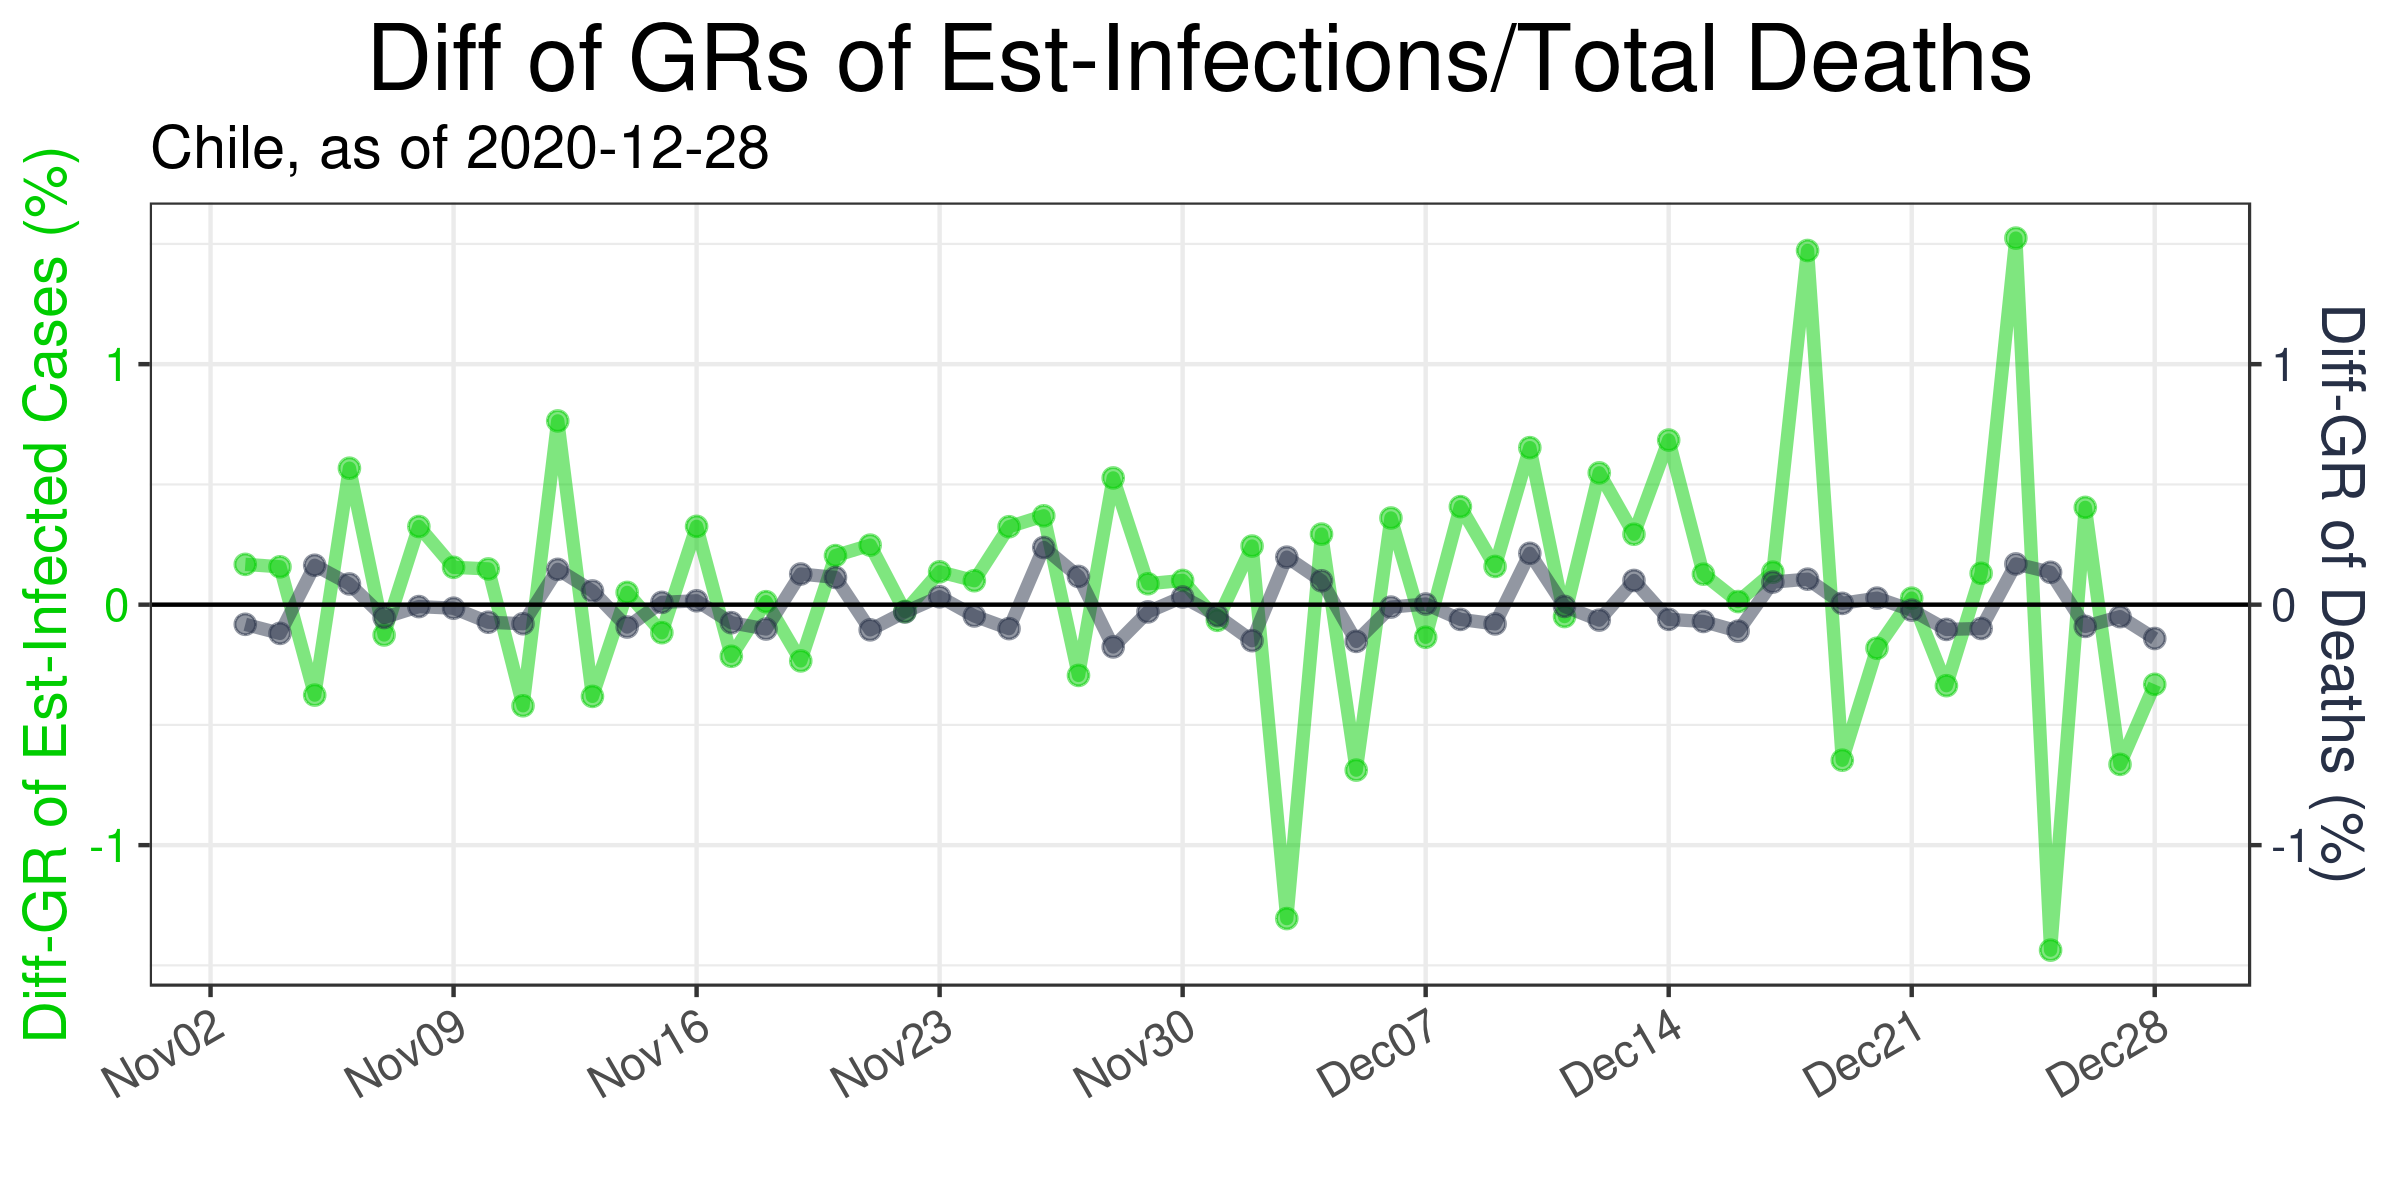 Diff of GRs of Est-Infections/Total Deaths
Chile, as of 2020-12-28
Diff-GR of Est-Infected Cases (%)
1
0
-1
1
0
-1
Diff-GR of Deaths (%)
Nov02
Nov09
Nov16
Nov23
Nov30
Dec07
Dec14
Dec21
Dec28